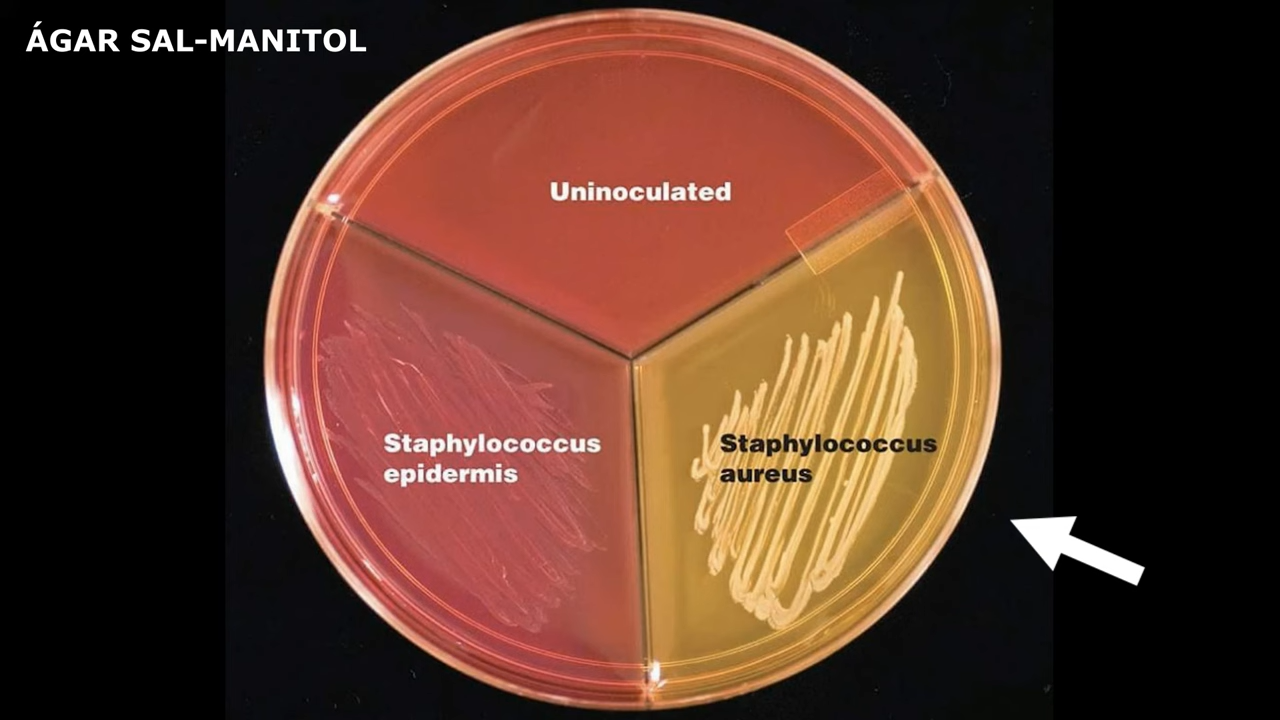 ÁGAR SAL-MANITOL
Uninoculated
Staphylococcus
epidermis
Staphylococcus
aureus